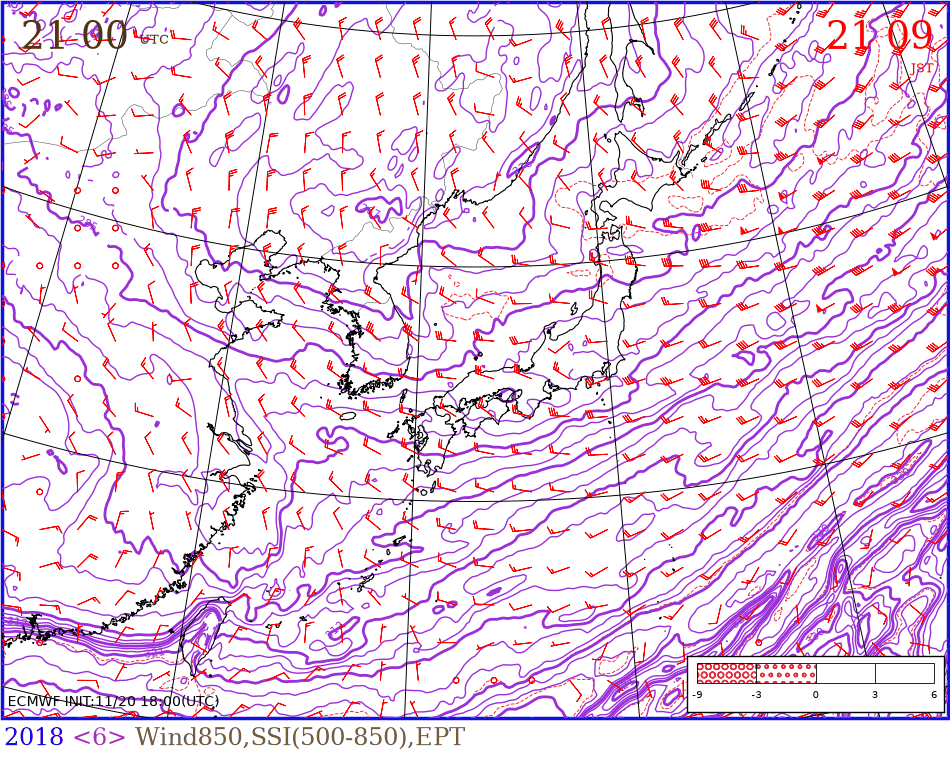 21 00 UTC
21 09
JST
ECMWF INIT:11/20 18:00(UTC)
-9 -3 0 3 6
2018 <6> Wind850,SSI(500-850),EPT